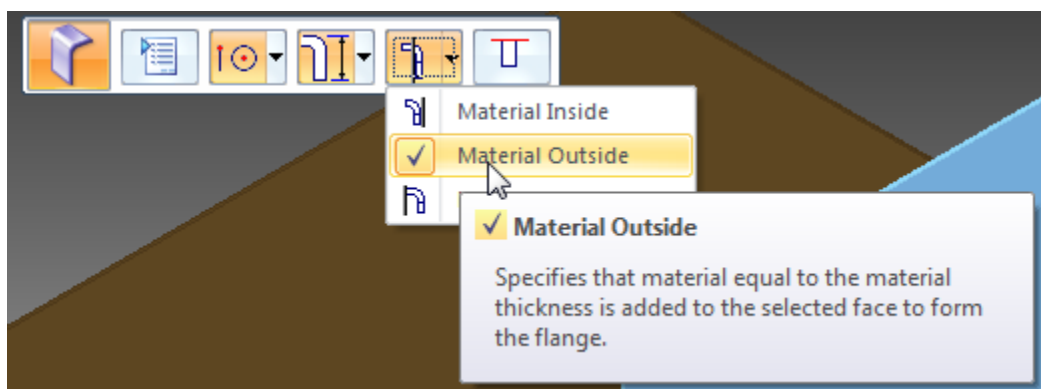 Material Inside
Material Outside
Material Outside
Specifies that material equal to the material
thickness is added to the selected face to form
the flange.